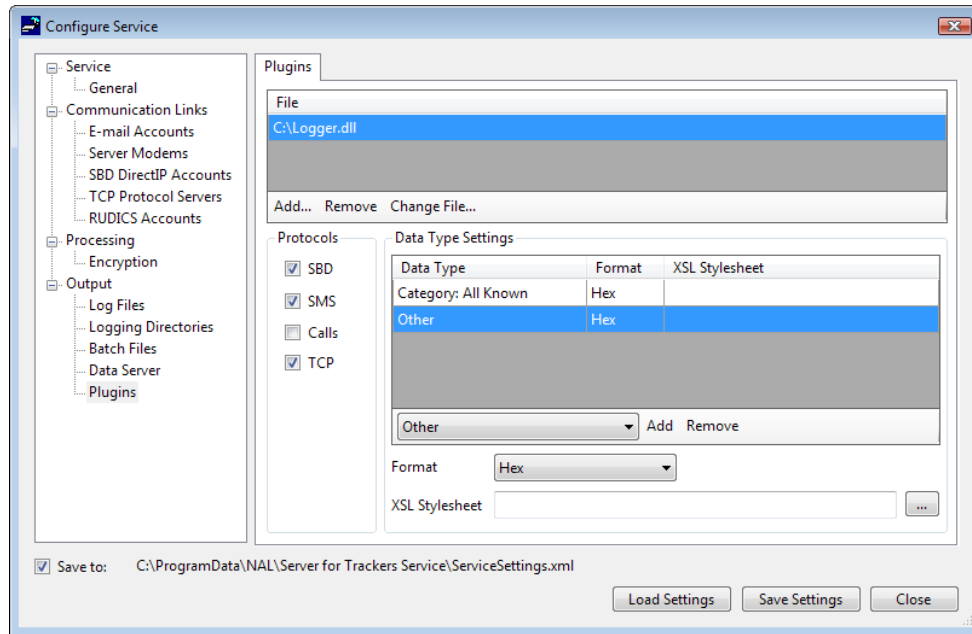 Configure Service
Service
General
Communication Links
E-mail Accounts
Server Modems
SBD DirectIP Accounts
TCP Protocol Servers
RUDICS Accounts
Processing
Encryption
Output
Log Files
Logging Directories
Batch Files
Data Server
Plugins
Plugins
File
C:\Logger.dll
Add... Remove Change File...
Protocols
SBD
SMS
Calls
TCP
Data Type Settings
Data Type Format XSL Stylesheet
Category: All Known Hex
Other Hex
Other Add Remove
Format Hex
XSL Stylesheet ...
Save to: C:\ProgramData\NAL\Server for Trackers Service\ServiceSettings.xml
Load Settings Save Settings Close